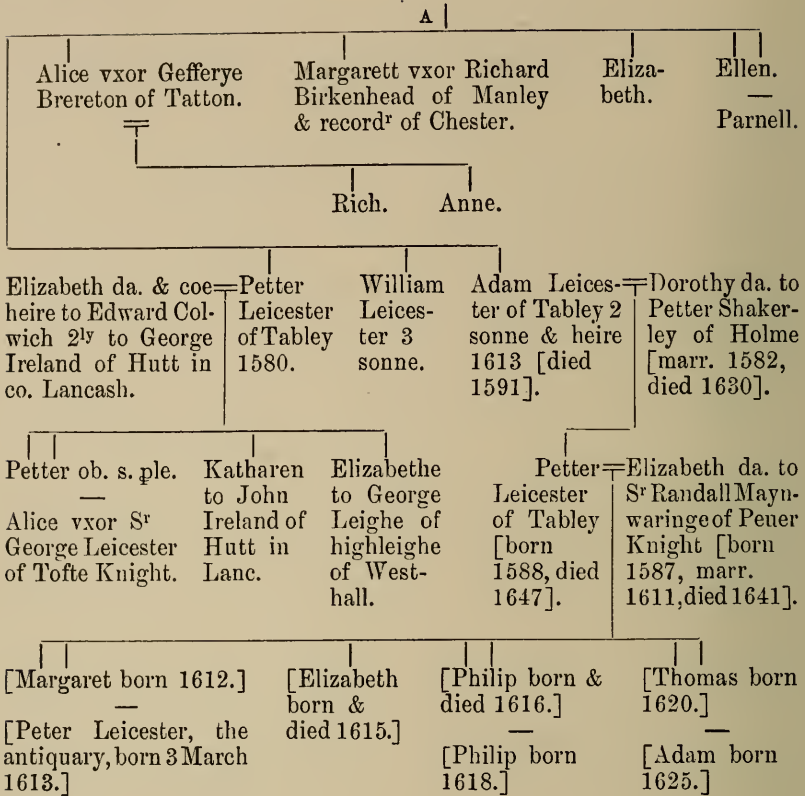 A
Alice vxor Gefferye
Brereton of Tatton.
Margarett vxor Richard
Birkenhead of Manley
& recordʳ of Chester.
Eliza-
beth.
Ellen.
—
Parnell.
Rich.
Anne.
Elizabeth da. & coe
heire to Edward Col-
wich 2ˡʸ to George
Ireland of Hutt in
co. Lancash.
Petter
Leicester
of Tabley
1580.
William
Leices-
ter 3
sonne.
Adam Leices-
ter of Tabley 2
sonne & heire
1613 [died
1591].
Dorothy da. to
Petter Shaker-
ley of Holme
[marr. 1582,
died 1630].
Petter ob. s. ꝑle.
—
Alice vxor Sʳ
George Leicester
of Tofte Knight.
Katharen
to John
Ireland of
Hutt in
Lanc.
Elizabethe
to George
Leighe of
highleighe
of West-
hall.
Petter
Leicester
of Tabley
[born
1588, died
1647].
Elizabeth da. to
Sʳ Randall Mayn-
waringe of Peuer
Knight [born
1587, marr.
1611, died 1641].
[Margaret born 1612.]
—
[Peter Leicester, the
antiquary, born 3 March
1613.]
[Elizabeth
born &
died 1615.]
[Philip born &
died 1616.]
—
[Philip born
1618.]
[Thomas born
1620.]
—
[Adam born
1625.]